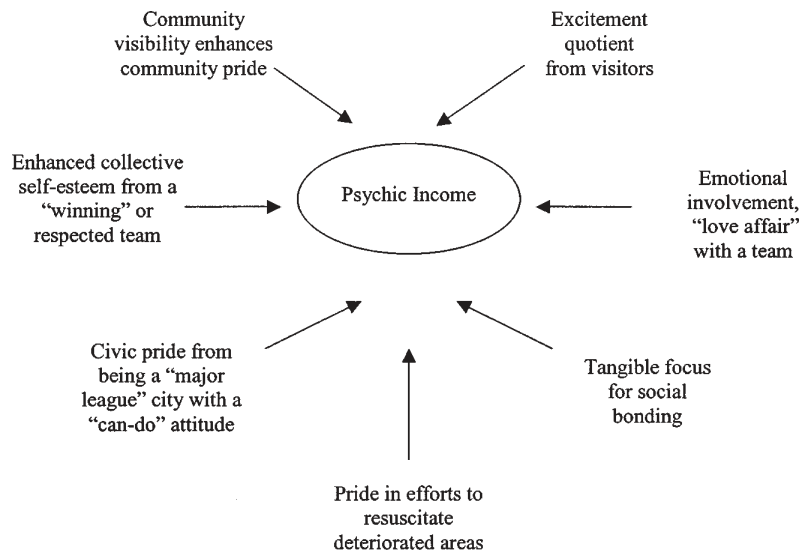 Community
visibility enhances
community pride
Excitement
quotient
from visitors
Enhanced collective
self-esteem from a
“winning” or
respected team
Psychic Income
Emotional
involvement,
“love affair”
with a team
Civic pride from
being a “major
league” city with a
“can-do” attitude
Tangible focus
for social
bonding
Pride in efforts to
resuscitate
deteriorated areas